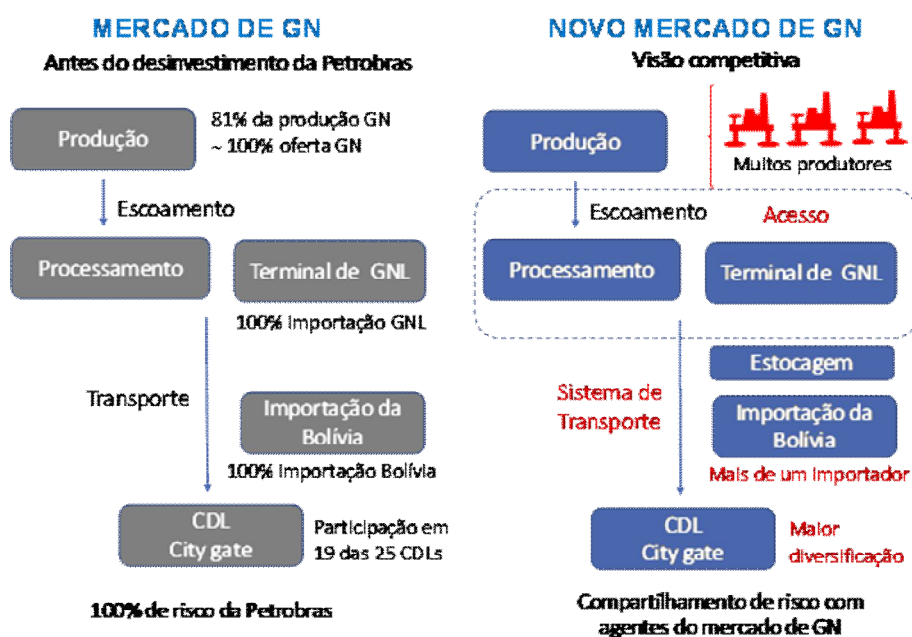 MERCADO DE GN
Antes do desinvestimento da Petrobras
Produção
81% da produção GN
~ 100% oferta GN
Escoamento
Processamento
Terminal de GNL
100% Importação GNL
Transporte
Importação da
Bolívia
100% Importação Bolívia
CDL
City gate
Participação em
19 das 25 CDLs
100% de risco da Petrobras
NOVO MERCADO DE GN
Visão competitiva
Produção
Muitos produtores
Escoamento
Acesso
Processamento
Terminal de GNL
Estocagem
Sistema de
Transporte
Importação da
Bolívia
Mais de um Importador
CDL
City gate
Maior
diversificação
Compartilhamento de risco com
agentes do mercado de GN